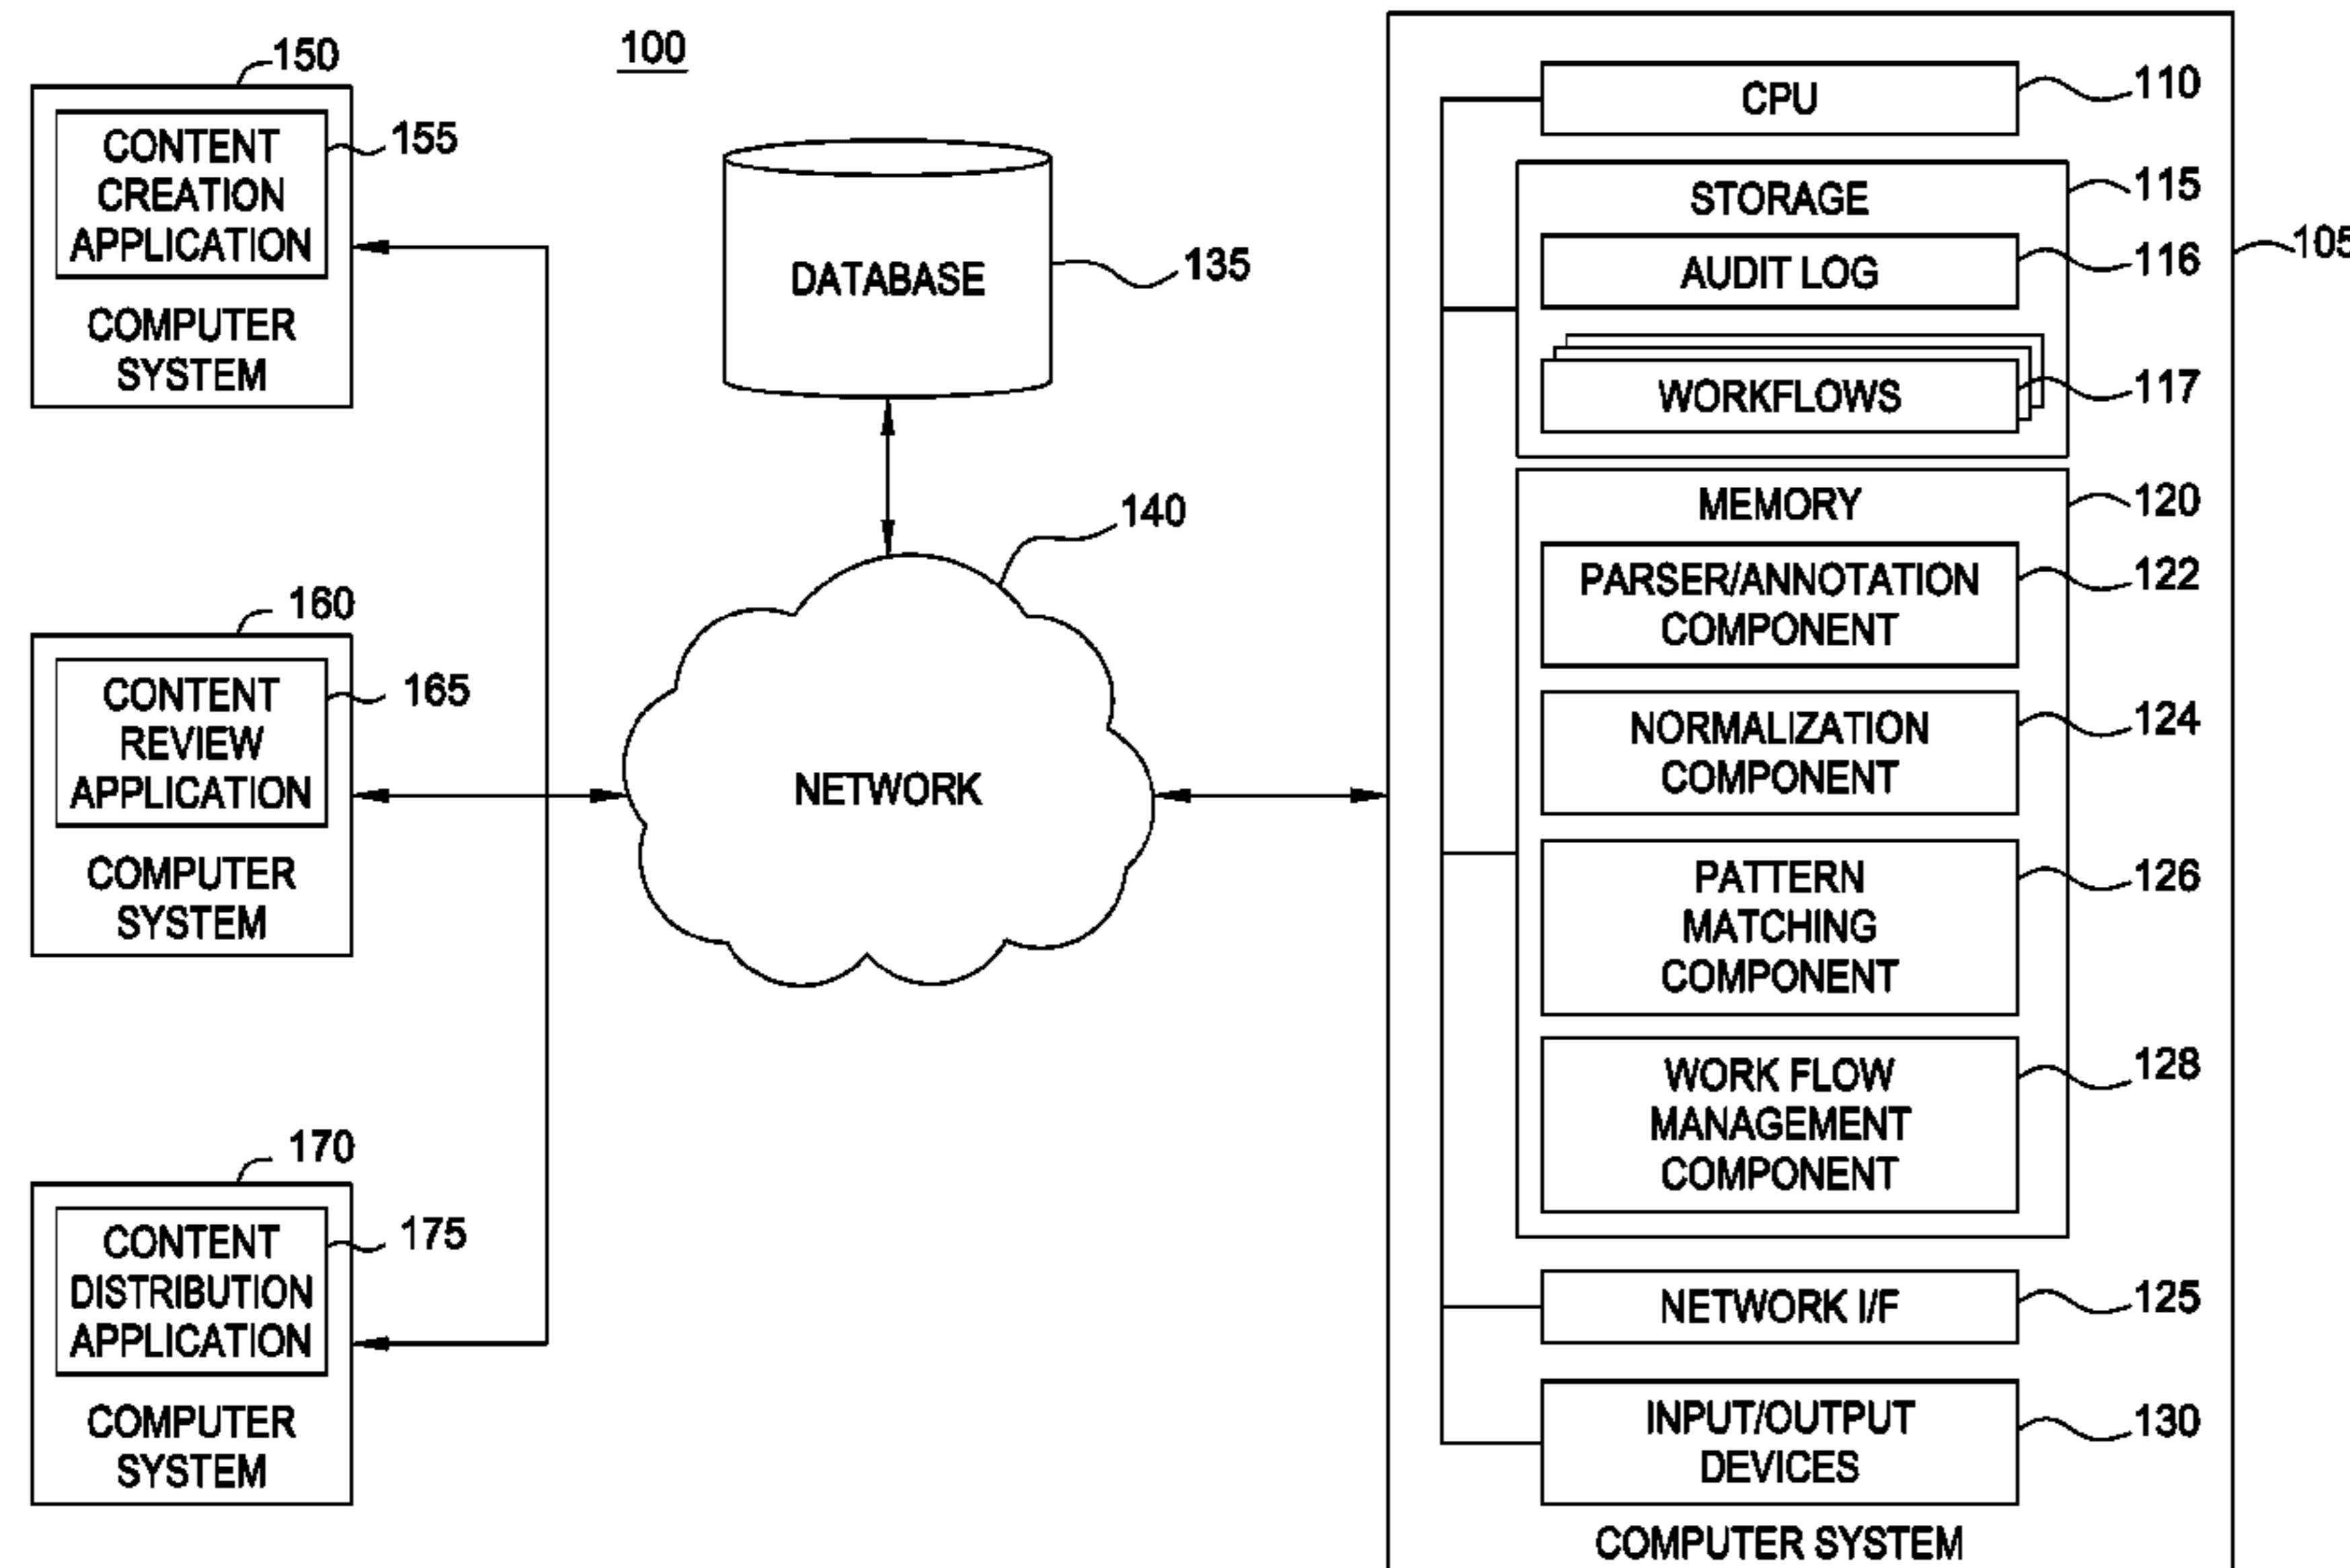 100
150
CONTENT
CREATION
APPLICATION
155
COMPUTER
SYSTEM
160
CONTENT
REVIEW
APPLICATION
165
COMPUTER
SYSTEM
170
CONTENT
DISTRIBUTION
APPLICATION
175
COMPUTER
SYSTEM
DATABASE
135
140
NETWORK
CPU
110
STORAGE
115
105
AUDIT LOG
116
WORKFLOWS
117
MEMORY
120
PARSER/ANNOTATION
COMPONENT
122
NORMALIZATION
COMPONENT
124
PATTERN
MATCHING
COMPONENT
126
WORK FLOW
MANAGEMENT
COMPONENT
128
NETWORK I/F
125
INPUT/OUTPUT
DEVICES
130
COMPUTER SYSTEM